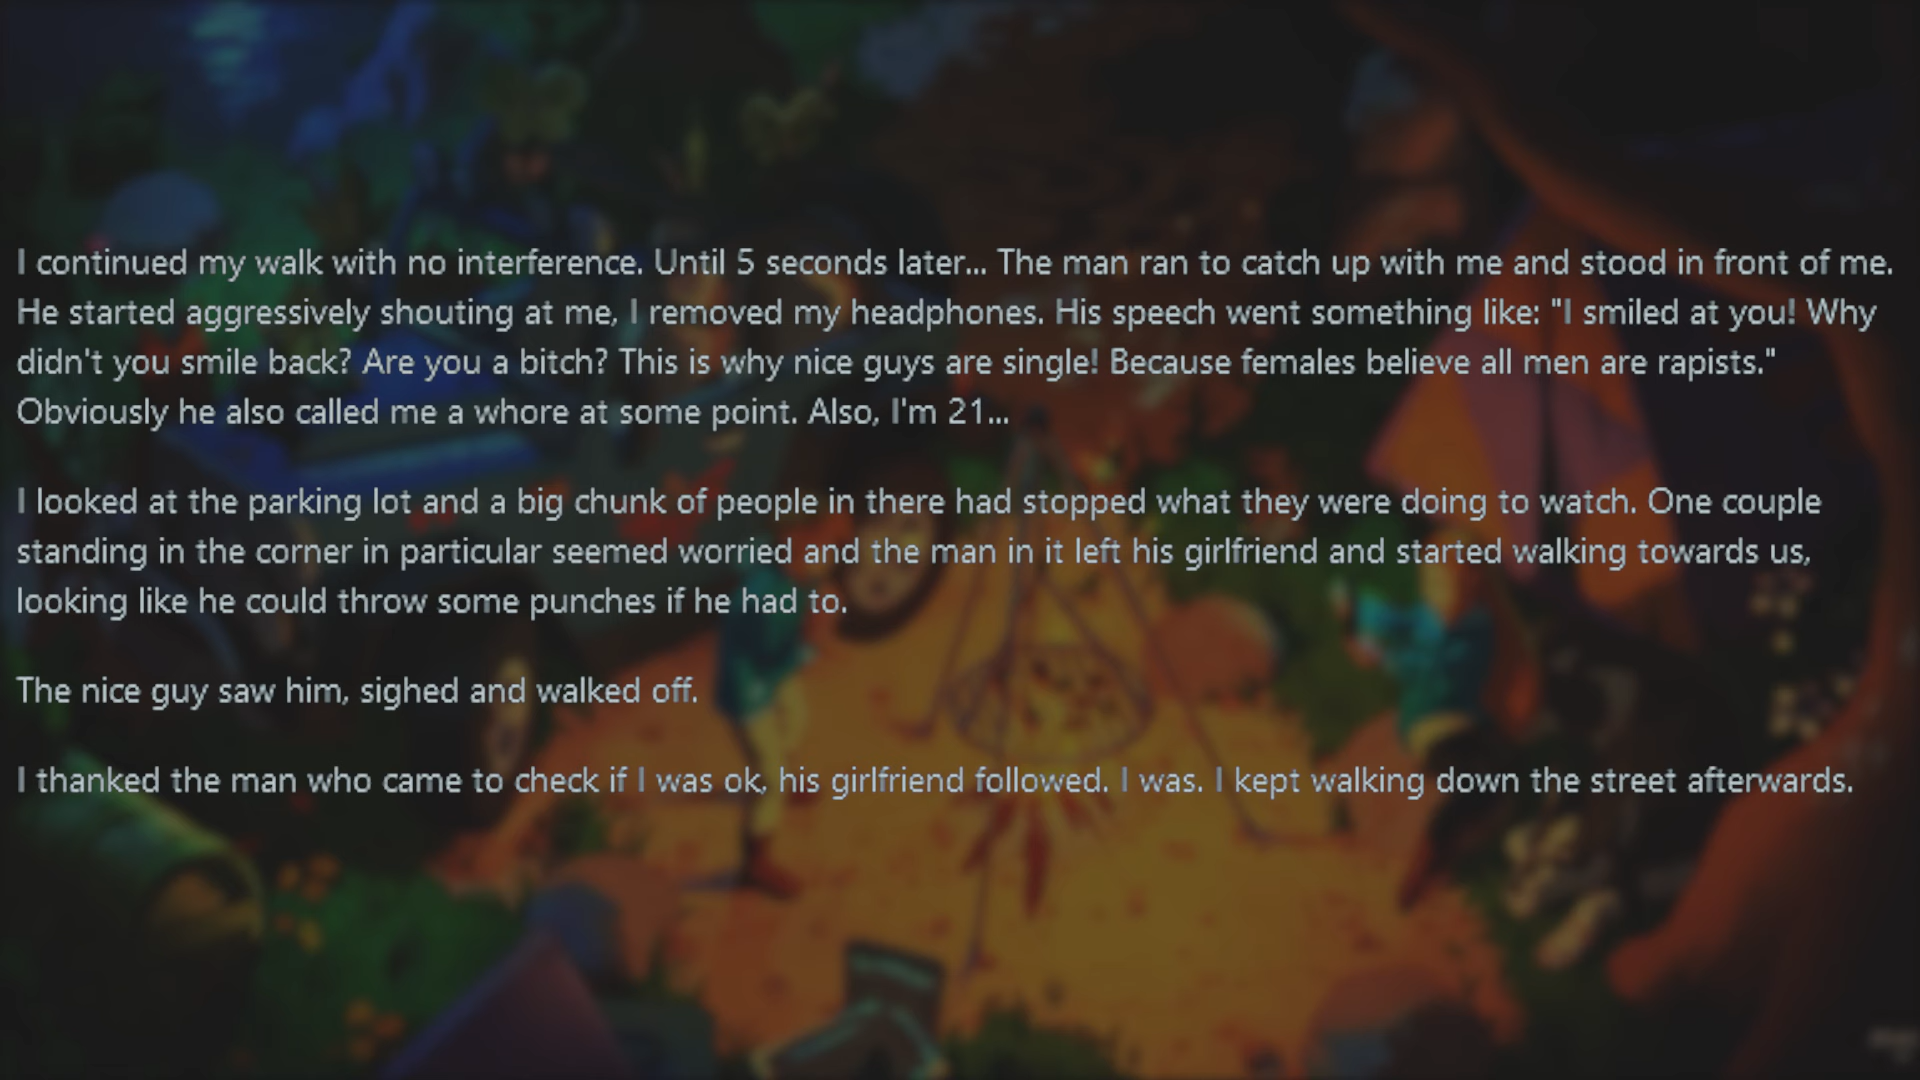 I continued my walk with no interference. Until 5 seconds later... The man ran to catch up with me and stood in front of me.
He started aggressively shouting at me, I removed my headphones. His speech went something like: "I smiled at you! Why
didn't you smile back? Are you a bitch? This is why nice guys are single! Because females believe all men are rapists."
Obviously he also called me a whore at some point. Also, I'm 21...
I looked at the parking lot and a big chunk of people in there had stopped what they were doing to watch. One couple
standing in the corner in particular seemed worried and the man in it left his girlfriend and started walking towards us,
looking like he could throw some punches if he had to.
The nice guy saw him, sighed and walked off.
I thanked the man who came to check if I was ok, his girlfriend followed. I was. I kept walking down the street afterwards.